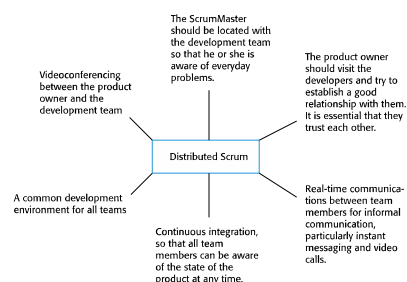 The ScrumMaster
should be located with
the development team
so that he or she is
aware of everyday
problems.
The product owner
should visit the
developers and try to
establish a good
relationship with them.
It is essential that they
trust each other.
Videoconferencing
between the product
owner and the
development team
Distributed Scrum
A common development
environment for all teams
Real-time communica-
tions between team
members for informal
communication,
particularly instant
messaging and video
calls.
Continuous integration,
so that all team
members can be aware
of the state of the
product at any time.